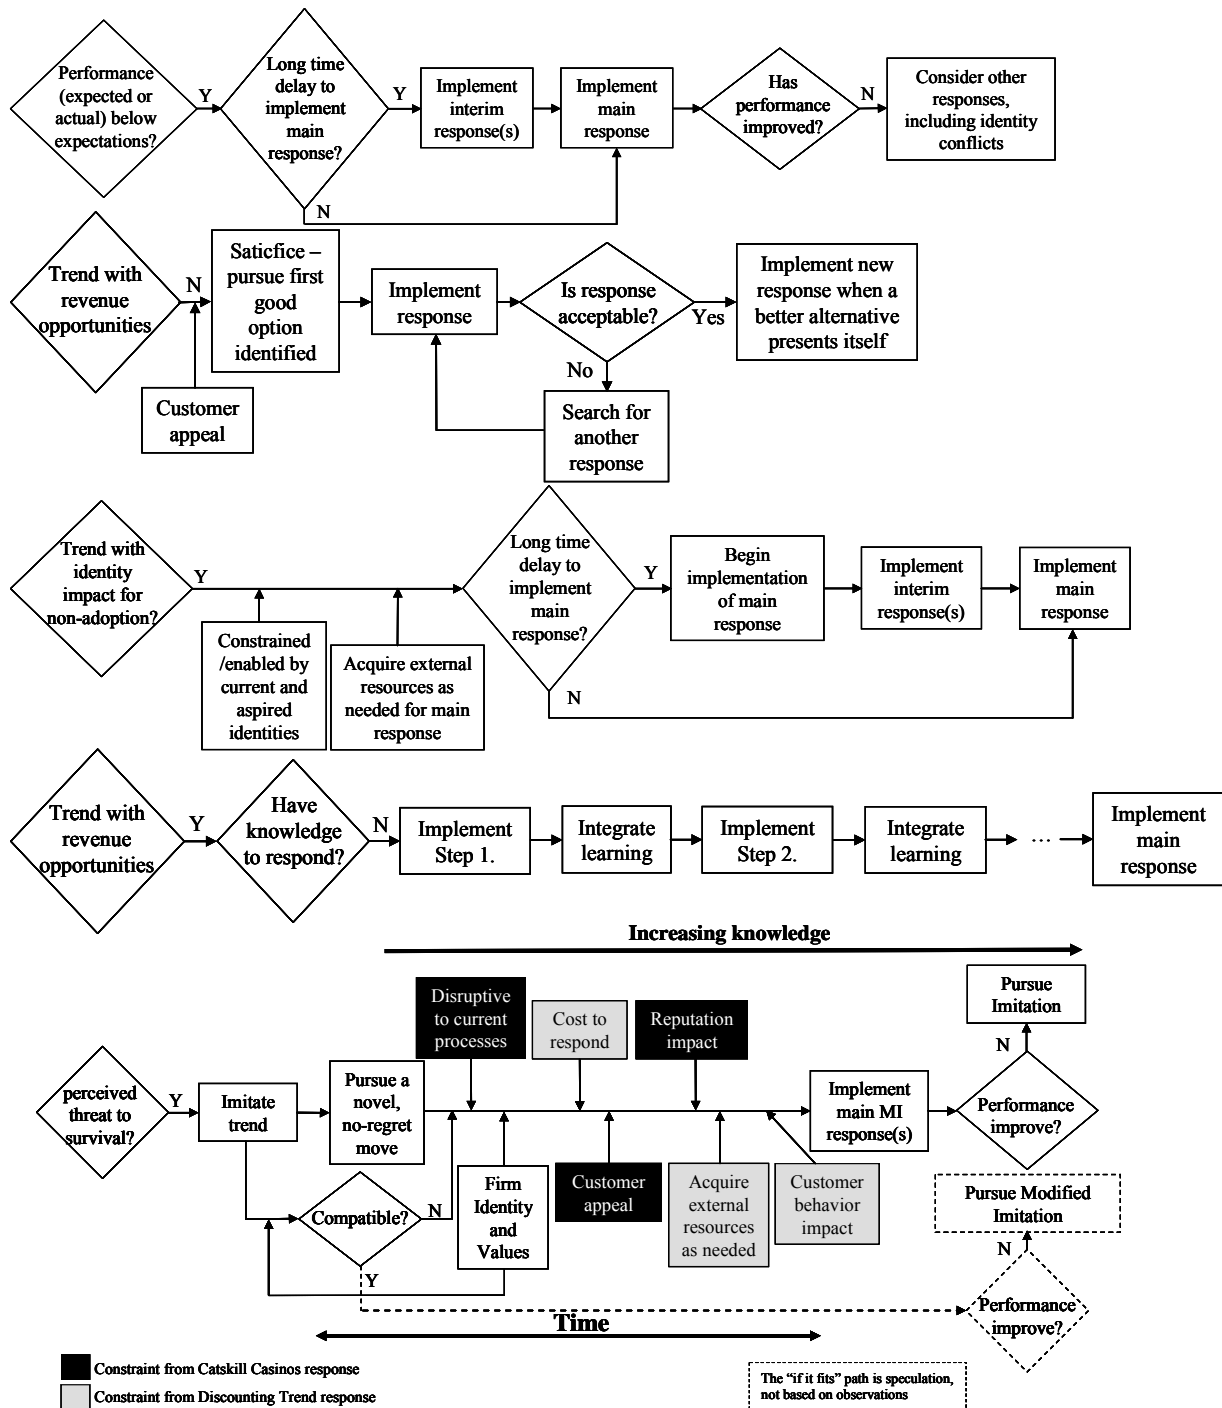 Performance
(expected or
actual) below
expectations?
Y
Long time
delay to
implement
main
response?
Y
Implement
interim
response(s)
Implement
main
response
Has
performance
improved?
N
Consider other
responses,
including identity
conflicts
N
Trend with
revenue
opportunities
N
Customer
appeal
Saticfice –
pursue first
good
option
identified
Implement
response
Is response
acceptable?
Yes
Implement new
response when a
better alternative
presents itself
No
Search for
another
response
Trend with
identity
impact for
non-adoption?
Y
Constrained
/enabled by
current and
aspired
identities
Acquire external
resources as
needed for main
response
Long time
delay to
implement
main
response?
Y
Begin
implementation
of main
response
Implement
interim
response(s)
Implement
main
response
N
Trend with
revenue
opportunities
Y
Have
knowledge
to respond?
N
Implement
Step 1.
Integrate
learning
Implement
Step 2.
Integrate
learning
...
Implement
main
response
Increasing knowledge
perceived
threat to
survival?
Y
Imitate
trend
Pursue a
novel,
no-regret
move
Disruptive
to current
processes
Cost to
respond
Reputation
impact
Compatible?
N
Y
Firm
Identity
and
Values
Customer
appeal
Acquire
external
resources
as needed
Customer
behavior
impact
Implement
main MI
response(s)
Performance
improve?
N
Pursue
Imitation
Pursue Modified
Imitation
N
Performance
improve?
Time
Constraint from Catskill Casinos response
Constraint from Discounting Trend response
The "if it fits" path is speculation,
not based on observations